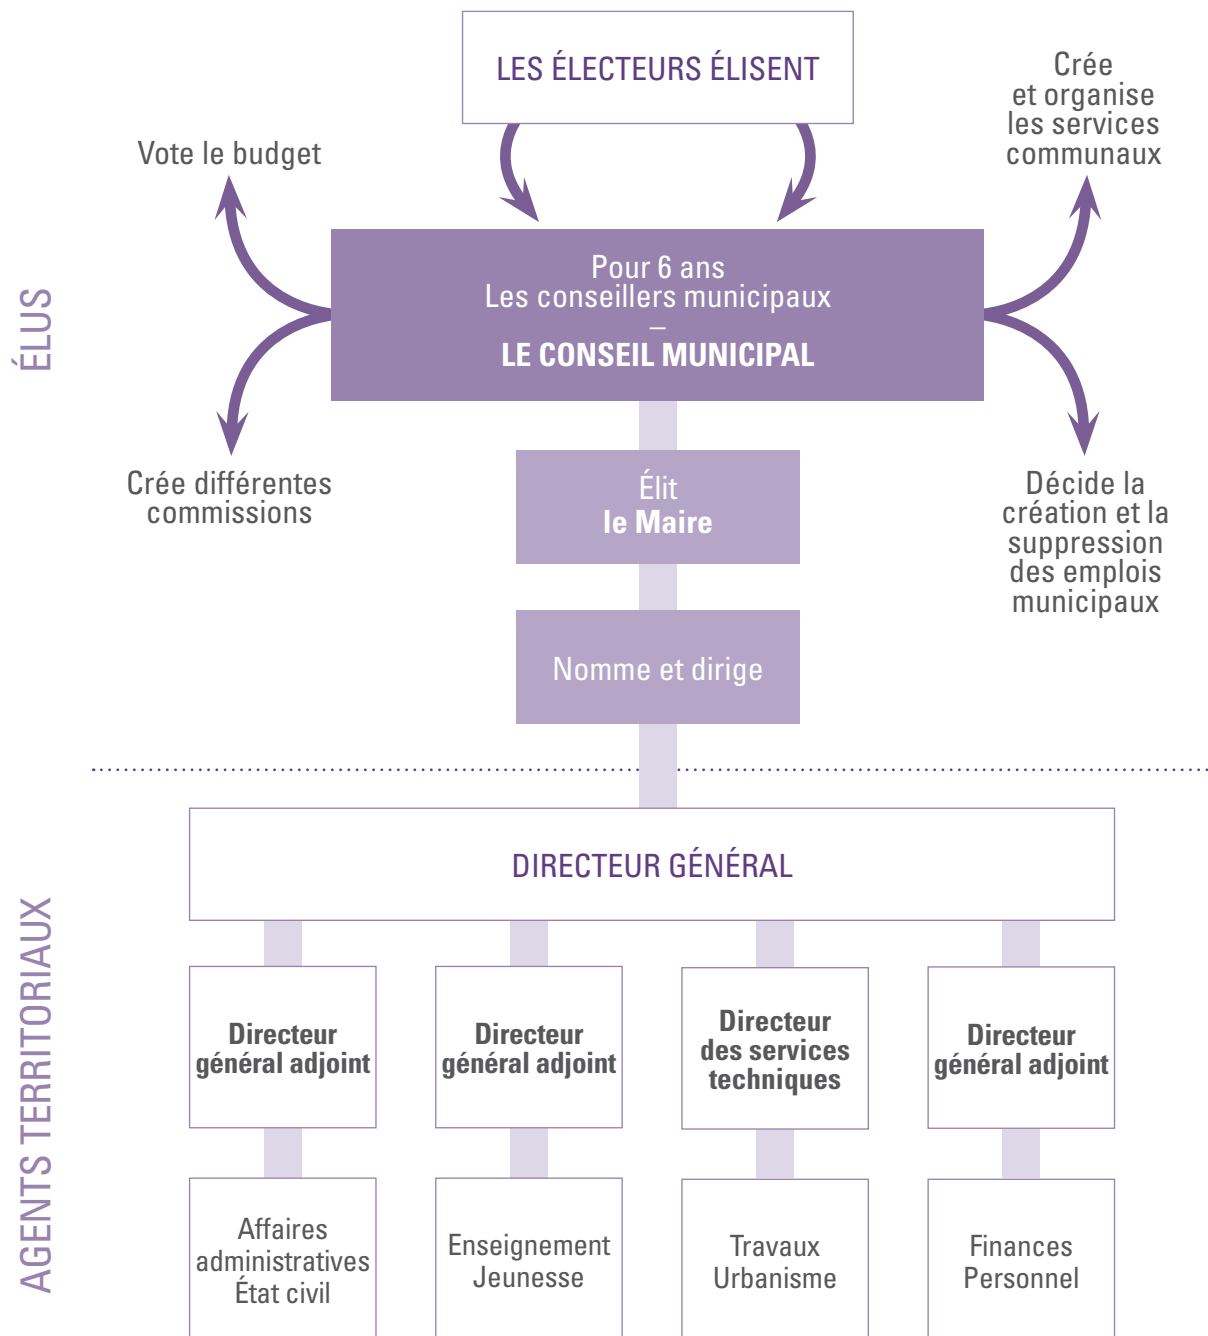 LES ÉLECTEURS ÉLISENT
Vote le budget
Crée
et organise
les services
communaux
ÉLUS
Pour 6 ans
Les conseillers municipaux
–
LE CONSEIL MUNICIPAL
Crée différentes
commissions
Élit
le Maire
Décide la
création et la
suppression
des emplois
municipaux
Nomme et dirige
AGENTS TERRITORIAUX
DIRECTEUR GÉNÉRAL
Directeur
général adjoint
Directeur
général adjoint
Directeur
des services
techniques
Directeur
général adjoint
Affaires
administratives
État civil
Enseignement
Jeunesse
Travaux
Urbanisme
Finances
Personnel